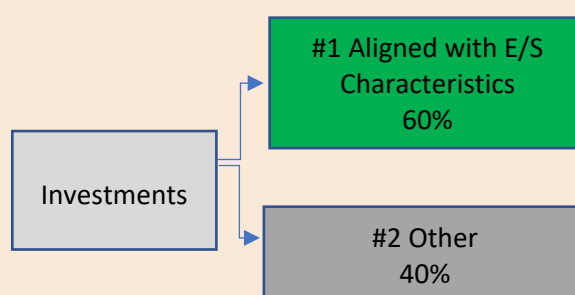 #1 Aligned with E/S
Characteristics
60%
Investments
#2 Other
40%